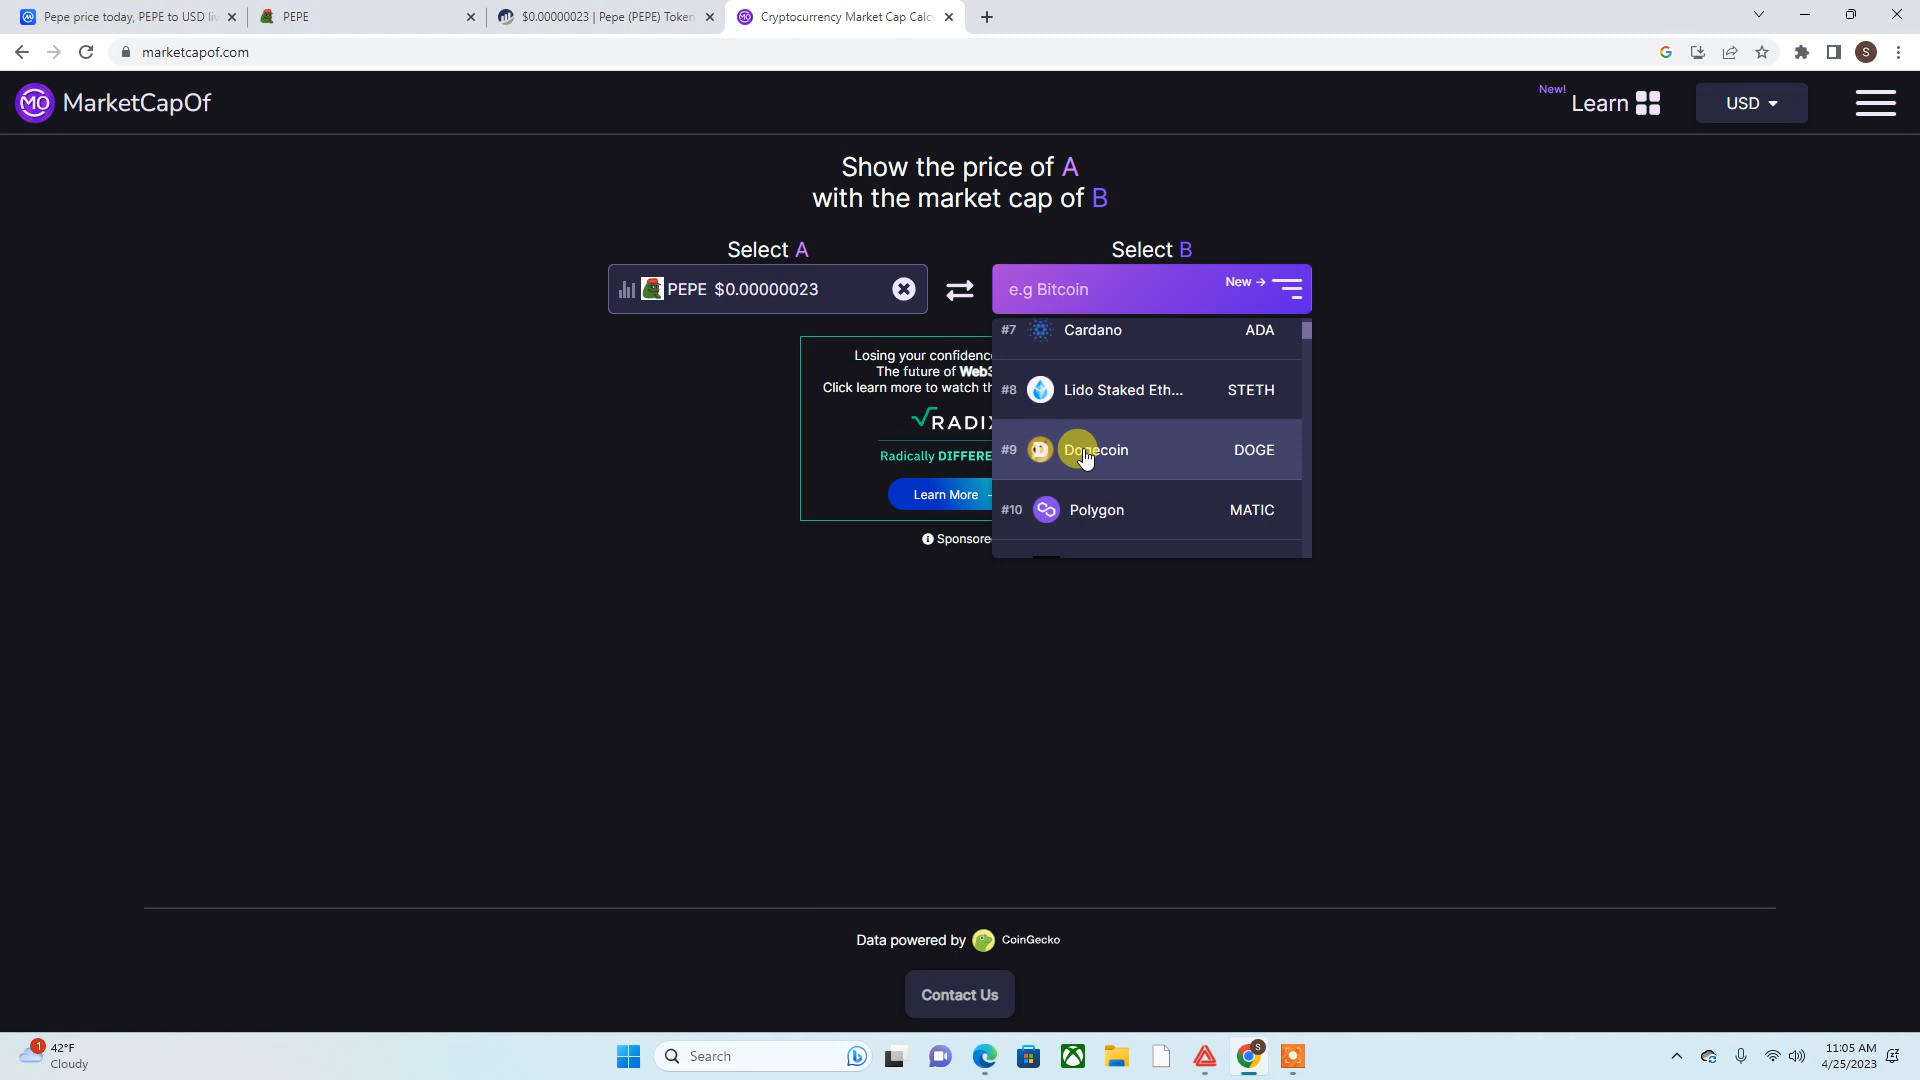 Pepe price today, PEPE to USD li
PEPE
$0.00000023 | Pepe (PEPE) Token
Cryptocurrency Market Cap Calc
marketcapof.com
S
MO MarketCapOf
New!
Learn
USD
Show the price of A
with the market cap of B
Select A
Select B
PEPE $0.00000023
e.g Bitcoin
New →
#7 Cardano ADA
#8 Lido Staked Eth... STETH
#9 Dogecoin DOGE
#10 Polygon MATIC
Losing your confidenc
The future of Web3
Click learn more to watch th
RADIX
Radically DIFFERE
Learn More
Sponsore
Data powered by CoinGecko
Contact Us
1
42°F
Cloudy
Search
S
11:05 AM
4/25/2023